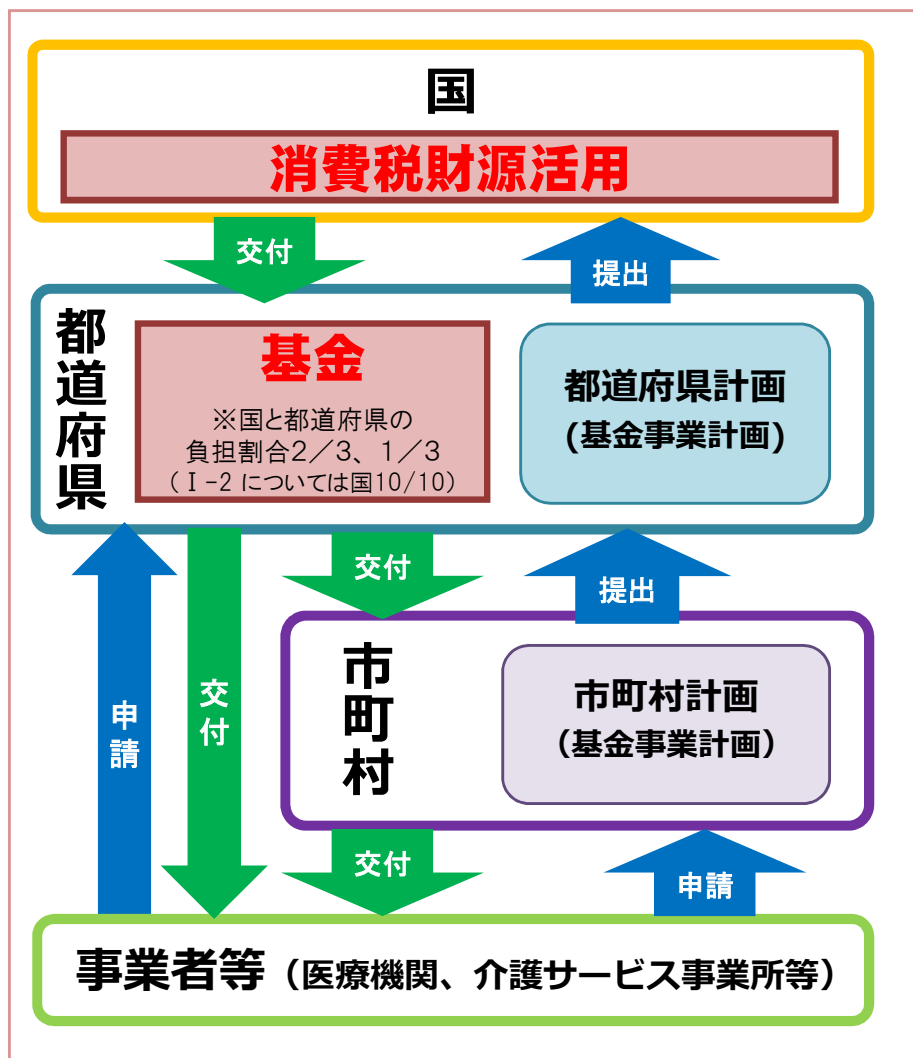 国
消費税財源活用
交付
提出
都道府県
基金
※国と都道府県の
負担割合2／3、1／3
（Ⅰ-2 については国10/10）
都道府県計画
(基金事業計画)
交付
提出
申請
交付
市町村
市町村計画
（基金事業計画）
交付
申請
事業者等（医療機関、介護サービス事業所等）